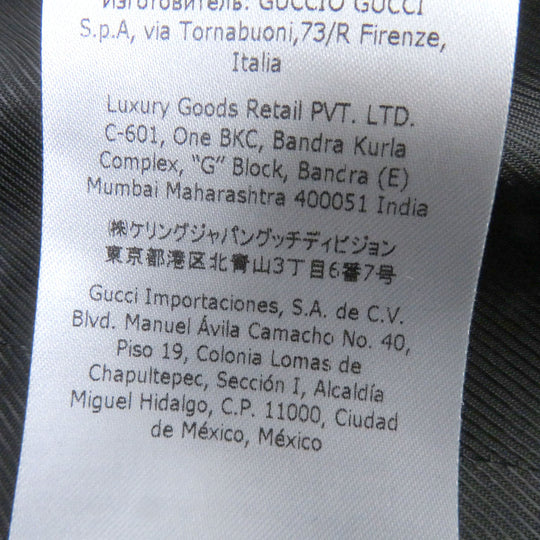 Изготовитель: GUCCIO GUCCI
S.p.A, via Tornabuoni,73/R Firenze,
Italia
Luxury Goods Retail PVT. LTD.
C-601, One BKC, Bandra Kurla
Complex, “G” Block, Bandra (E)
Mumbai Maharashtra 400051 India
㈱ケリングジャパングッチディビジョン
東京都港区北青山3丁目6番7号
Gucci Importaciones, S.A. de C.V.
Blvd. Manuel Ávila Camacho No. 40,
Piso 19, Colonia Lomas de
Chapultepec, Sección I, Alcaldía
Miguel Hidalgo, C.P. 11000, Ciudad
de México, México